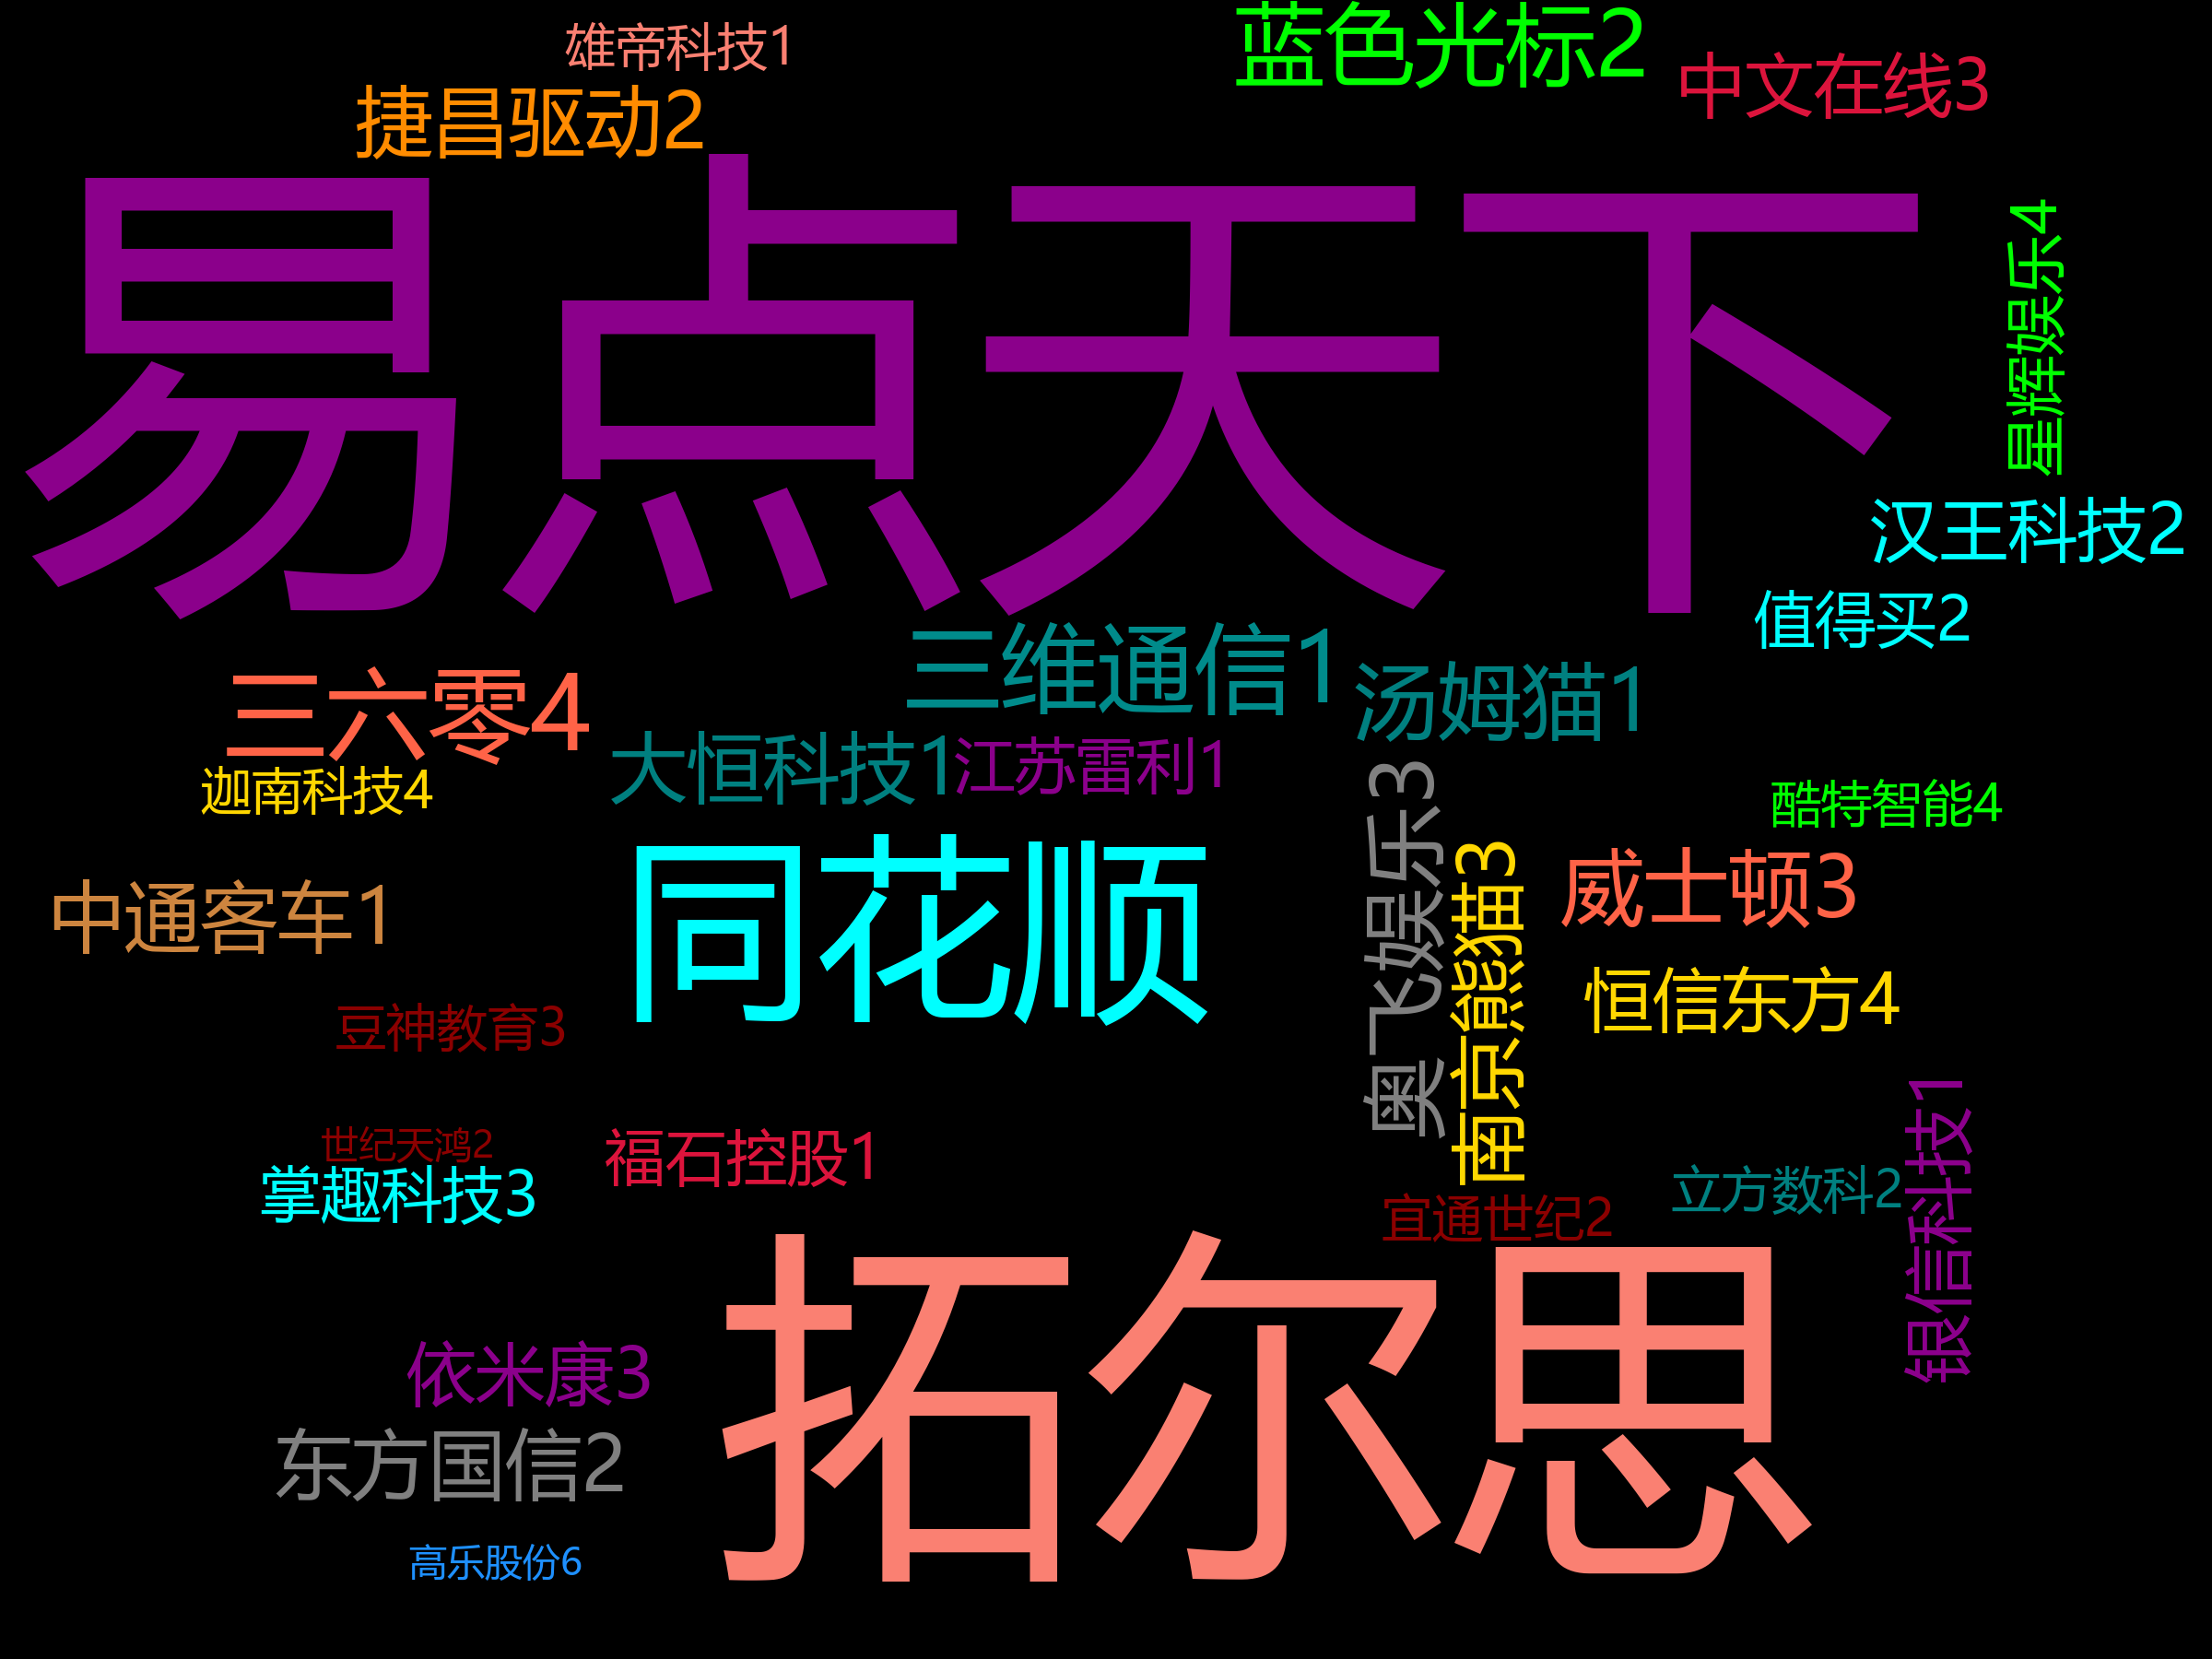 雄帝科技1
蓝色光标2
中文在线3
捷昌驱动2
易点天下
星辉娱乐4
汉王科技2
值得买2
三维通信1
汤姆猫1
三六零4
大恒科技1
江苏雷利1
迦南科技4
酷特智能4
奥飞娱乐3
南京熊猫3
同花顺
威士顿3
中通客车1
恒信东方4
豆神教育3
银信科技1
世纪天鸿2
福石控股1
掌趣科技3
立方数科2
宜通世纪2
拓尔思
依米康3
东方国信2
高乐股份6